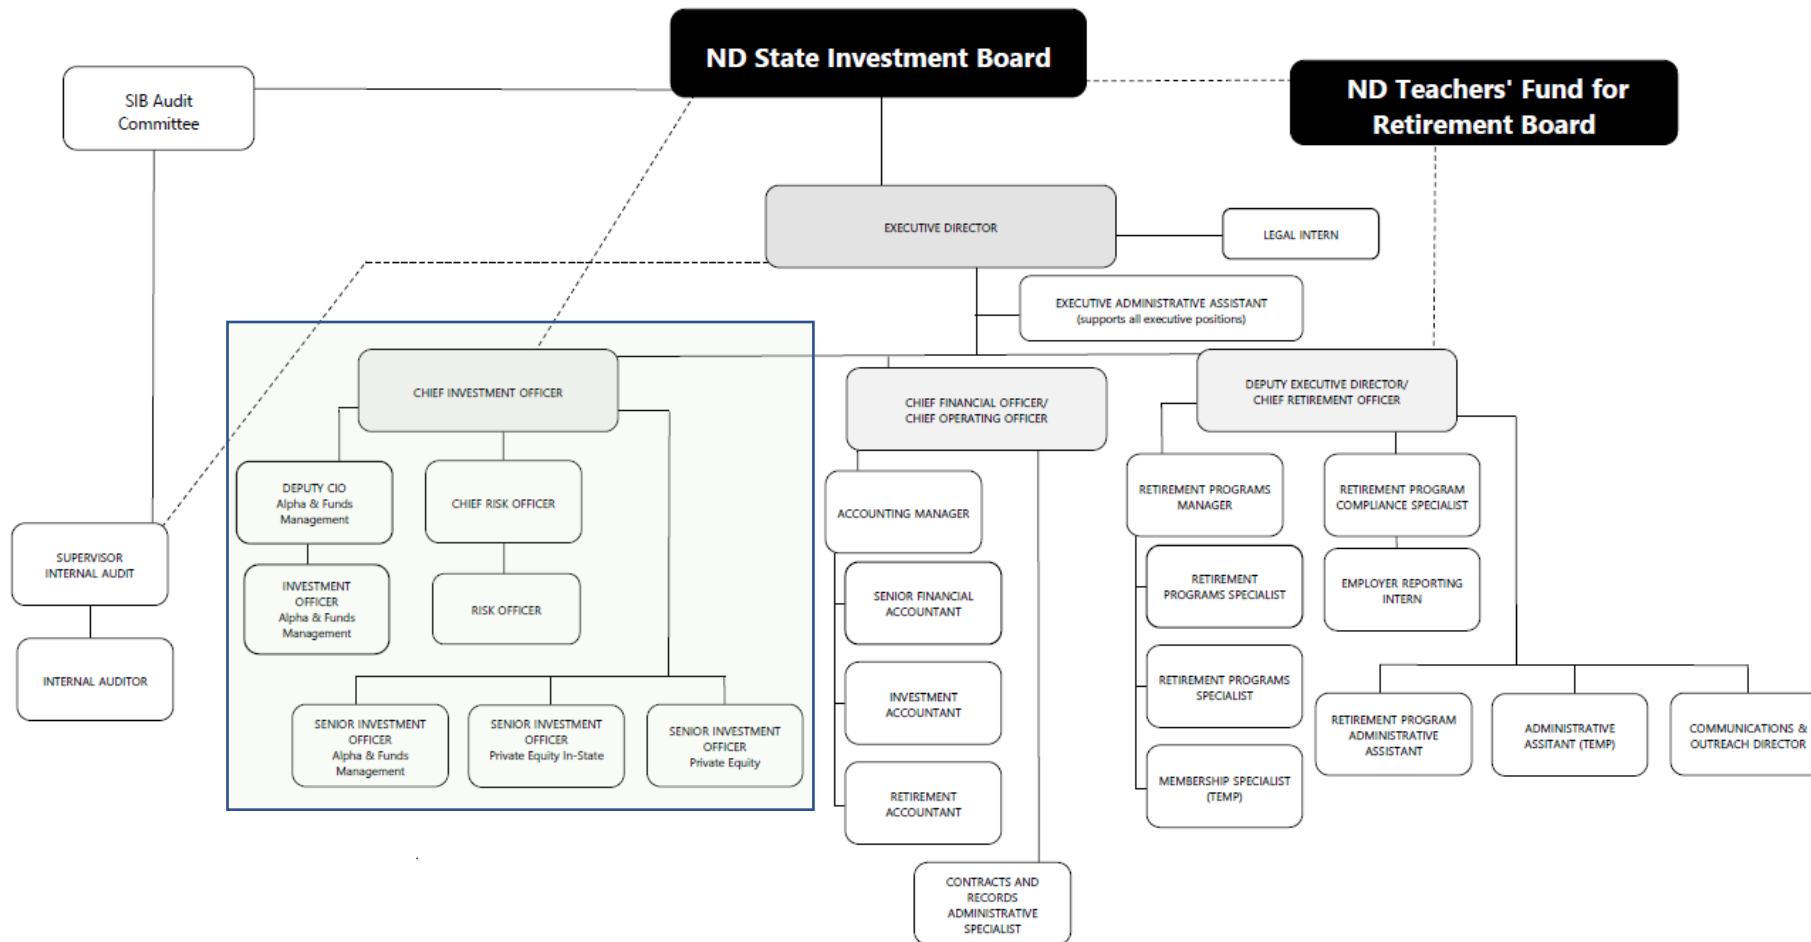 ND State Investment Board
ND Teachers' Fund for
Retirement Board
SIB Audit
Committee
EXECUTIVE DIRECTOR
LEGAL INTERN
EXECUTIVE ADMINISTRATIVE ASSISTANT
(supports all executive positions)
CHIEF INVESTMENT OFFICER
CHIEF FINANCIAL OFFICER/
CHIEF OPERATING OFFICER
DEPUTY EXECUTIVE DIRECTOR/
CHIEF RETIREMENT OFFICER
DEPUTY CIO
Alpha & Funds
Management
CHIEF RISK OFFICER
ACCOUNTING MANAGER
RETIREMENT PROGRAMS
MANAGER
RETIREMENT PROGRAM
COMPLIANCE SPECIALIST
SUPERVISOR
INTERNAL AUDIT
INVESTMENT
OFFICER
Alpha & Funds
Management
RISK OFFICER
SENIOR FINANCIAL
ACCOUNTANT
RETIREMENT
PROGRAMS SPECIALIST
EMPLOYER REPORTING
INTERN
INTERNAL AUDITOR
INVESTMENT
ACCOUNTANT
RETIREMENT PROGRAMS
SPECIALIST
SENIOR INVESTMENT
OFFICER
Alpha & Funds
Management
SENIOR INVESTMENT
OFFICER
Private Equity In-State
SENIOR INVESTMENT
OFFICER
Private Equity
RETIREMENT PROGRAM
ADMINISTRATIVE
ASSISTANT
ADMINISTRATIVE
ASSITANT (TEMP)
COMMUNICATIONS &
OUTREACH DIRECTOR
RETIREMENT
ACCOUNTANT
MEMBERSHIP SPECIALIST
(TEMP)
CONTRACTS AND
RECORDS
ADMINISTRATIVE
SPECIALIST